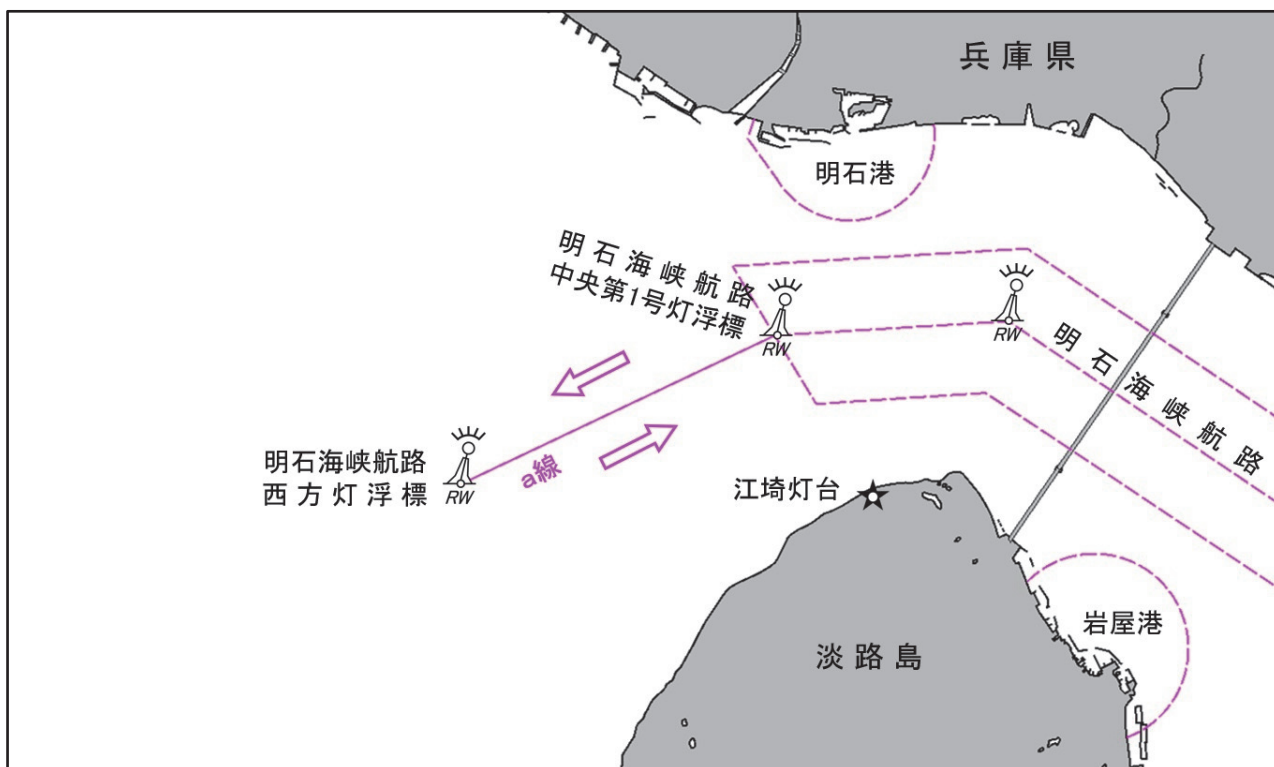 兵庫県
明石港
明石海峡航路
中央第1号灯浮標
RW
RW
明石海峡航路
a線
明石海峡航路
西方灯浮標
RW
江埼灯台
岩屋港
淡路島